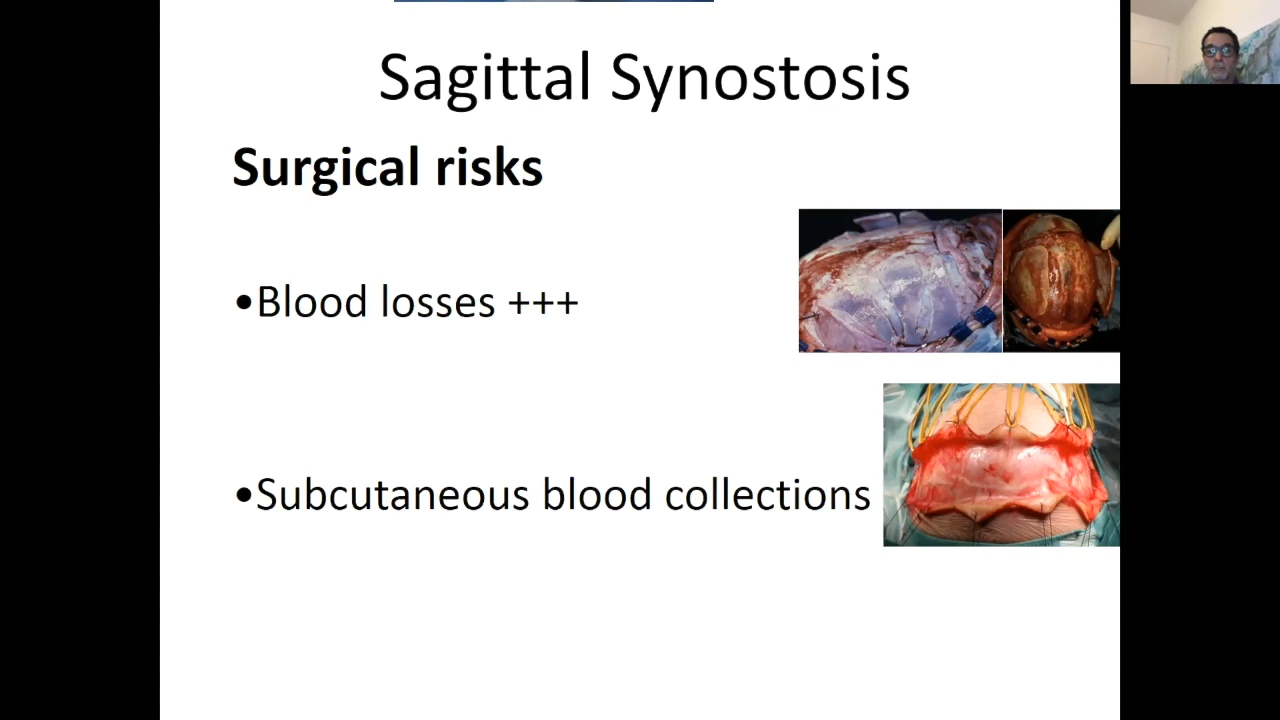 Sagittal Synostosis
Surgical risks
•Blood losses +++
•Subcutaneous blood collections